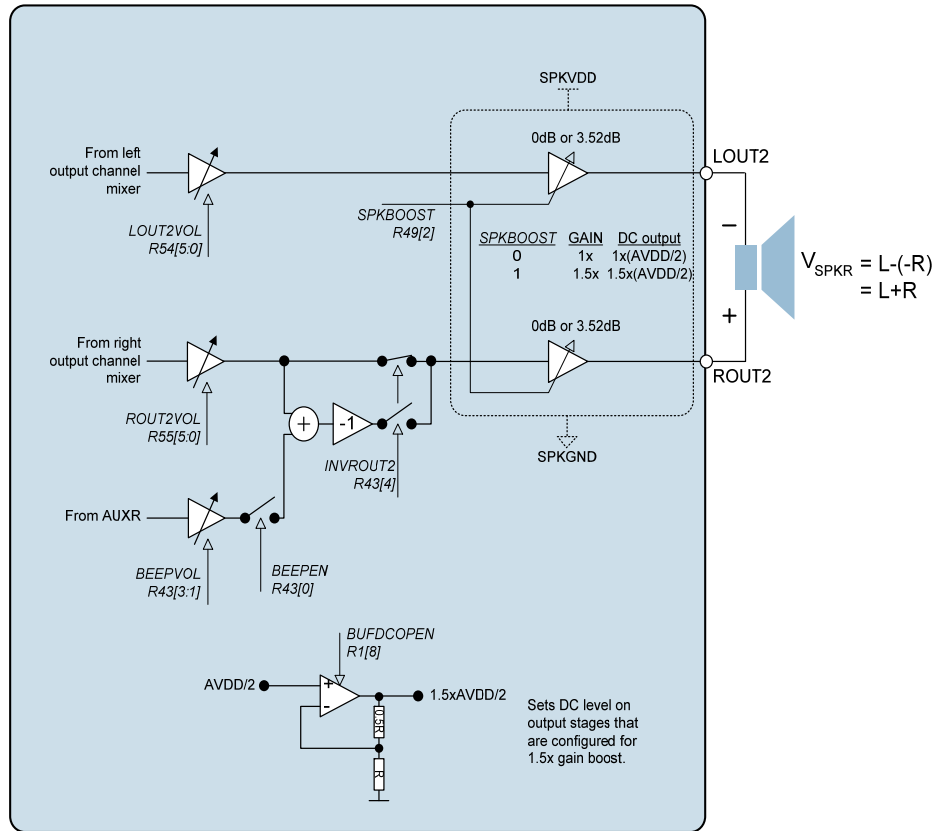 SPKVDD
0dB or 3.52dB
From left
output channel
mixer
LOUT2
LOUT2VOL
R54[5:0]
SPKBOOST
R49[2]
SPKBOOST GAIN DC output
0 1x 1x(AVDD/2)
1 1.5x 1.5x(AVDD/2)
−
+
VSPKR = L-(-R)
= L+R
0dB or 3.52dB
From right
output channel
mixer
ROUT2
ROUT2VOL
R55[5:0]
+
-1
INVROUT2
R43[4]
SPKGND
From AUXR
BEEPVOL
R43[3:1]
BEEPEN
R43[0]
BUFDCOPEN
R1[8]
AVDD/2
+
-
1.5xAVDD/2
0.5R
R
Sets DC level on
output stages that
are configured for
1.5x gain boost.